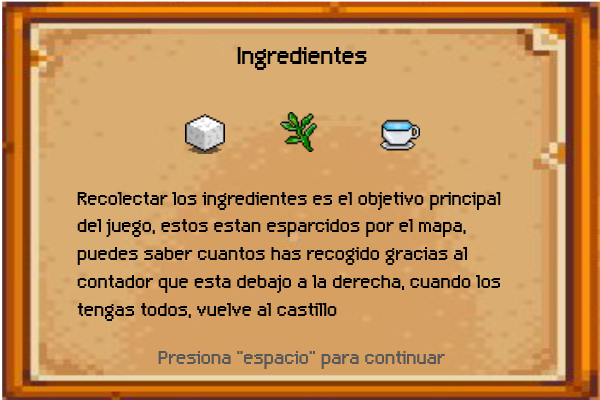 Ingredientes
Recolectar los ingredientes es el objetivo principal
del juego, estos estan esparcidos por el mapa,
puedes saber cuantos has recogido gracias al
contador que esta debajo a la derecha, cuando los
tengas todos, vuelve al castillo
Presiona "espacio" para continuar